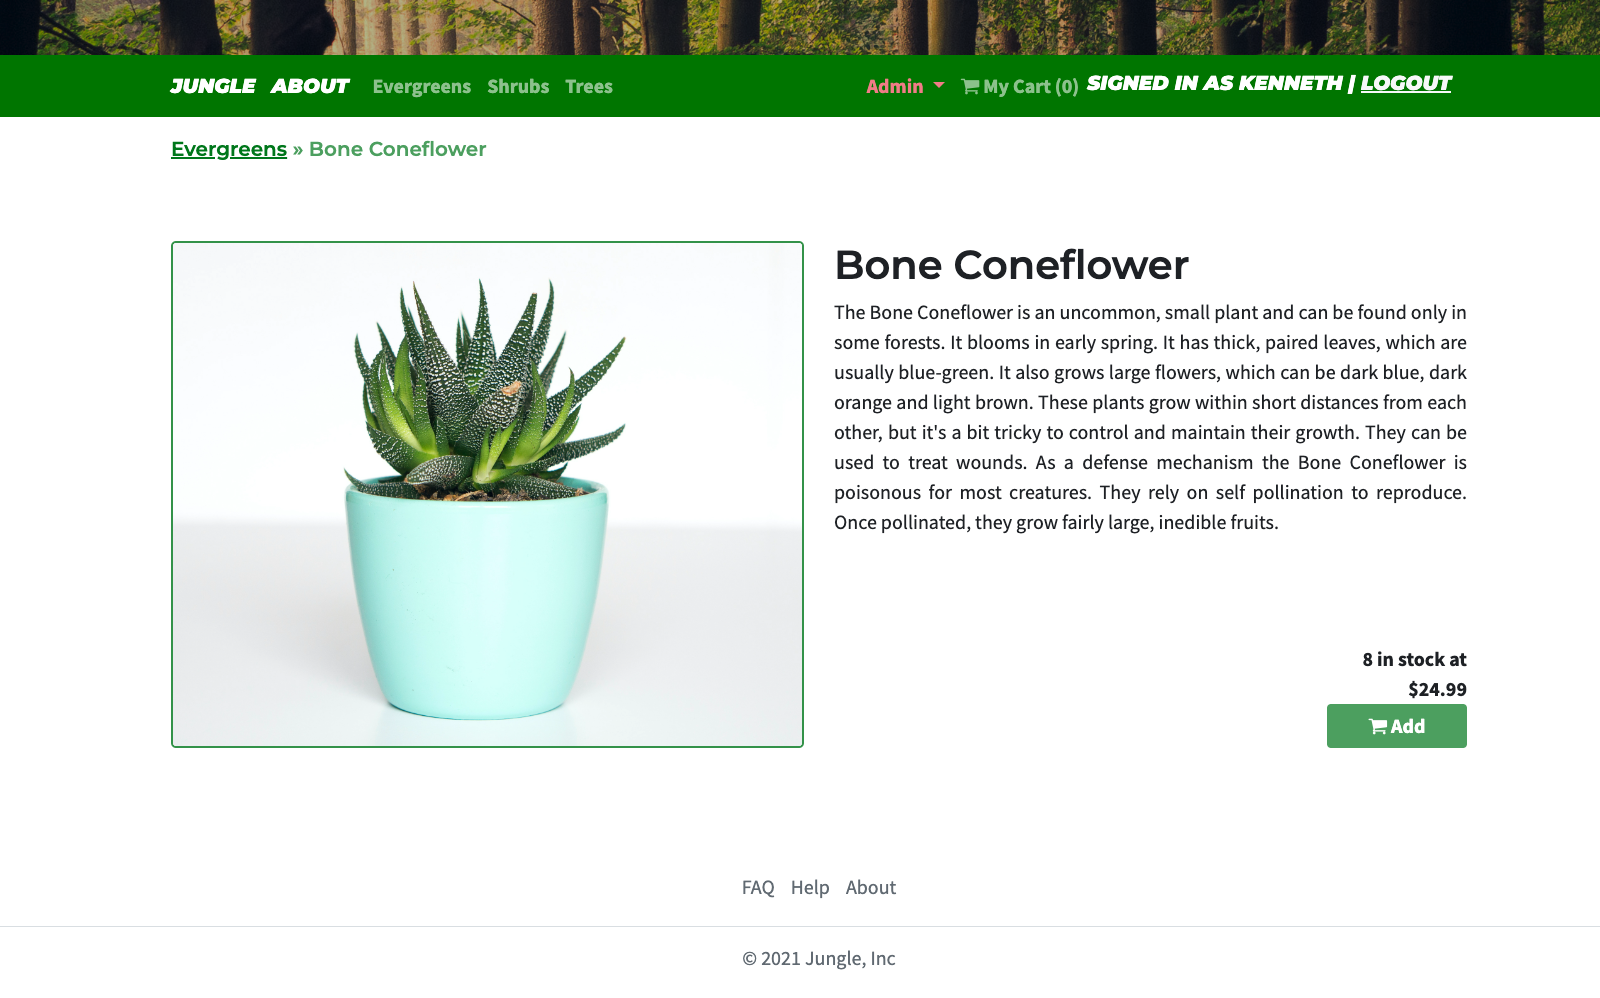 JUNGLE ABOUT Evergreens Shrubs Trees Admin My Cart (0) SIGNED IN AS KENNETH | LOGOUT
Evergreens » Bone Coneflower
Bone Coneflower
The Bone Coneflower is an uncommon, small plant and can be found only in
some forests. It blooms in early spring. It has thick, paired leaves, which are
usually blue-green. It also grows large flowers, which can be dark blue, dark
orange and light brown. These plants grow within short distances from each
other, but it's a bit tricky to control and maintain their growth. They can be
used to treat wounds. As a defense mechanism the Bone Coneflower is
poisonous for most creatures. They rely on self pollination to reproduce.
Once pollinated, they grow fairly large, inedible fruits.
8 in stock at
$24.99
Add
FAQ Help About
© 2021 Jungle, Inc